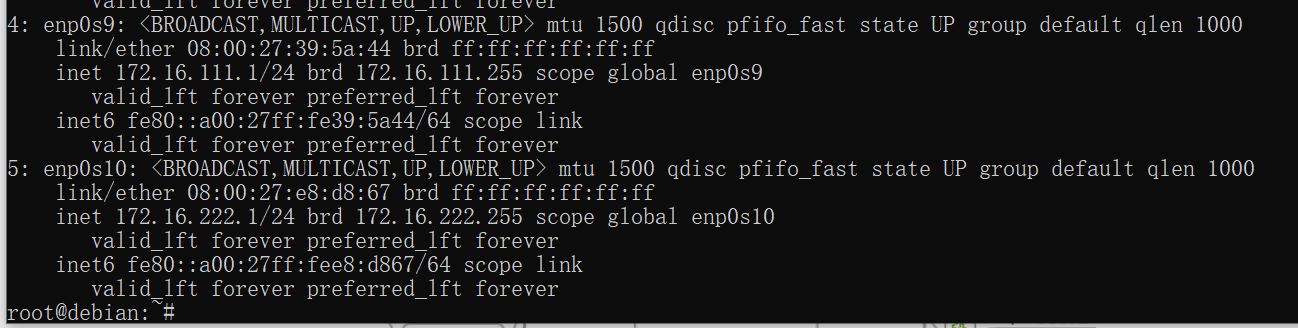 valid_lft forever preferred_lft forever
4: enp0s9: <BROADCAST,MULTICAST,UP,LOWER_UP> mtu 1500 qdisc pfifo_fast state UP group default qlen 1000
link/ether 08:00:27:39:5a:44 brd ff:ff:ff:ff:ff:ff
inet 172.16.111.1/24 brd 172.16.111.255 scope global enp0s9
valid_lft forever preferred_lft forever
inet6 fe80::a00:27ff:fe39:5a44/64 scope link
valid_lft forever preferred_lft forever
5: enp0s10: <BROADCAST,MULTICAST,UP,LOWER_UP> mtu 1500 qdisc pfifo_fast state UP group default qlen 1000
link/ether 08:00:27:e8:d8:67 brd ff:ff:ff:ff:ff:ff
inet 172.16.222.1/24 brd 172.16.222.255 scope global enp0s10
valid_lft forever preferred_lft forever
inet6 fe80::a00:27ff:fee8:d867/64 scope link
valid_lft forever preferred_lft forever
root@debian:~#